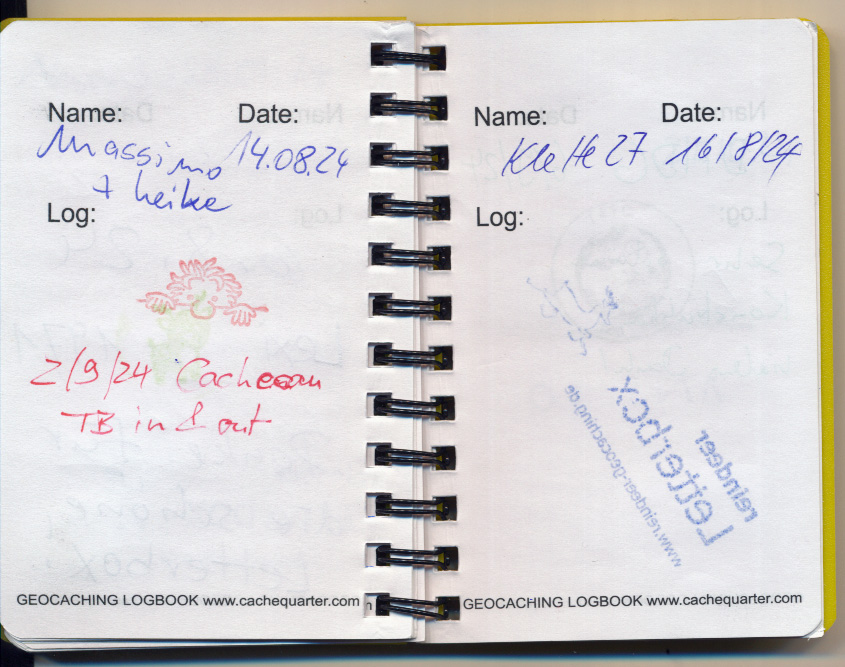 Name: Date:
Massimo 14.08.24
+ Heike
Log:
2/9/24 Cachecan
TB in & out
GEOCACHING LOGBOOK www.cachequarter.com
Name: Date:
Klette27 16/8/24
Log:
reindeer
Letterbox
www.reindeer-geocaching.de
GEOCACHING LOGBOOK www.cachequarter.com